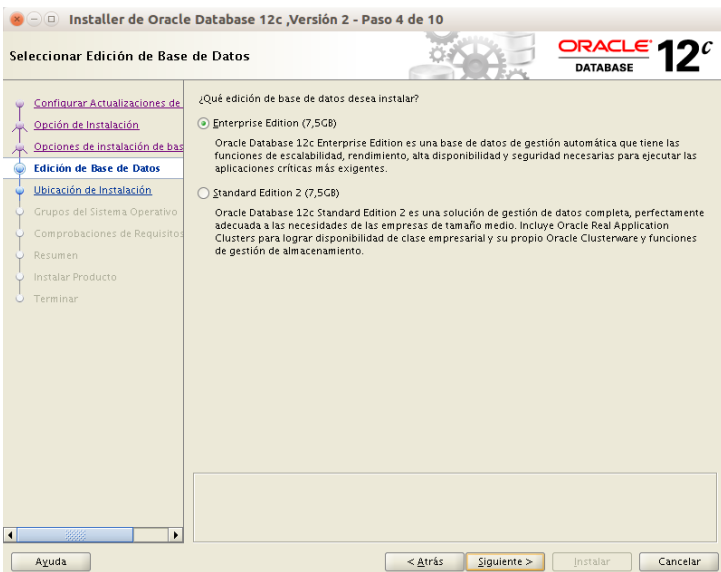 Installer de Oracle Database 12c ,Versión 2 - Paso 4 de 10
Seleccionar Edición de Base de Datos
ORACLE
DATABASE
12c
Configurar Actualizaciones de
Opción de Instalación
Opciones de instalación de bas
Edición de Base de Datos
Ubicación de Instalación
Grupos del Sistema Operativo
Comprobaciones de Requisitos
Resumen
Instalar Producto
Terminar
¿Qué edición de base de datos desea instalar?
Enterprise Edition (7,5GB)
Oracle Database 12c Enterprise Edition es una base de datos de gestión automática que tiene las
funciones de escalabilidad, rendimiento, alta disponibilidad y seguridad necesarias para ejecutar las
aplicaciones críticas más exigentes.
Standard Edition 2 (7,5GB)
Oracle Database 12c Standard Edition 2 es una solución de gestión de datos completa, perfectamente
adecuada a las necesidades de las empresas de tamaño medio. Incluye Oracle Real Application
Clusters para lograr disponibilidad de clase empresarial y su propio Oracle Clusterware y funciones
de gestión de almacenamiento.
Ayuda
< Atrás
Siguiente >
Instalar
Cancelar